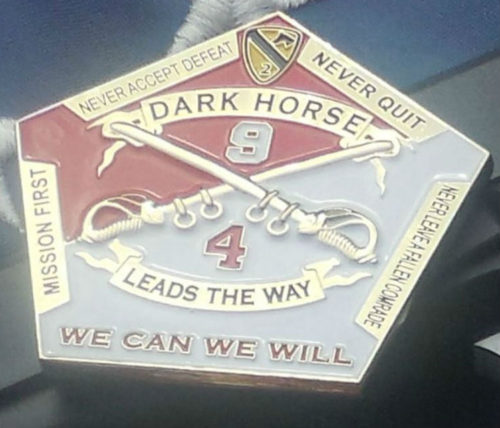 NEVER ACCEPT DEFEAT
2
NEVER QUIT
DARK HORSE
9
MISSION FIRST
NEVER LEAVE A FALLEN COMRADE
4
LEADS THE WAY
WE CAN WE WILL